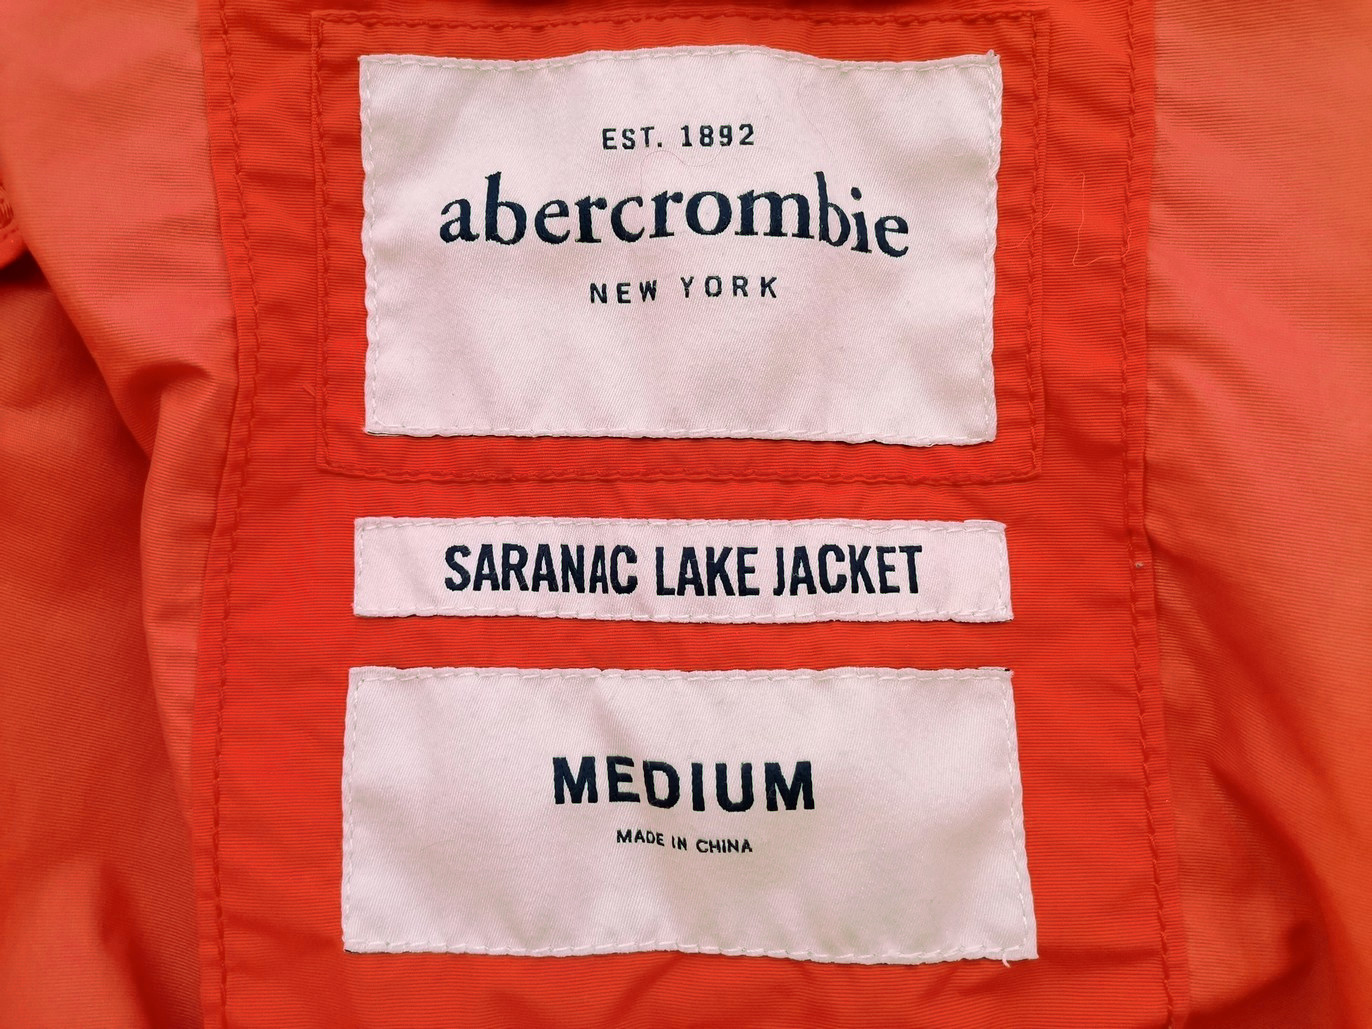 EST. 1892
abercrombie
NEW YORK
SARANAC LAKE JACKET
MEDIUM
MADE IN CHINA